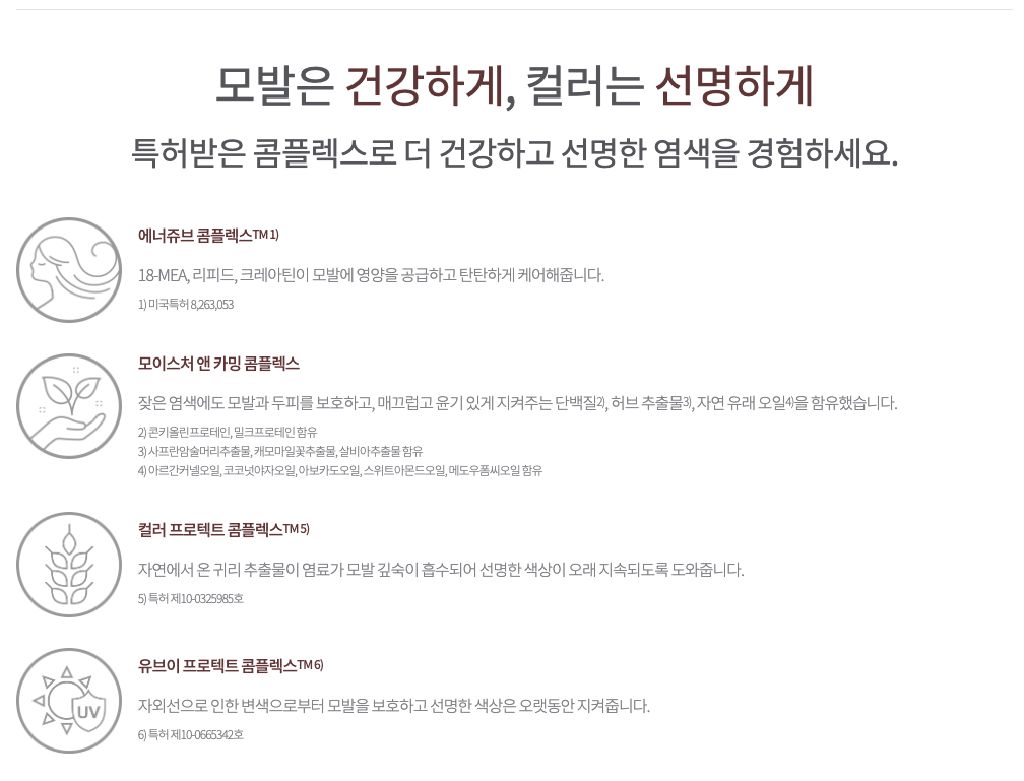 모발은 건강하게, 컬러는 선명하게
특허받은 콤플렉스로 더 건강하고 선명한 염색을 경험하세요.
에너쥬브 콤플렉스™1)
18-MEA, 리피드, 크레아틴이 모발에 영양을 공급하고 탄탄하게 케어해줍니다.
1) 미국특허 8,263,053
모이스처 앤 카밍 콤플렉스
잦은 염색에도 모발과 두피를 보호하고, 매끄럽고 윤기 있게 지켜주는 단백질2), 허브 추출물3), 자연 유래 오일4)을 함유했습니다.
2) 콘키올린프로테인, 밀크프로테인 함유
3) 사프란암술머리추출물, 캐모마일꽃추출물, 살비아추출물 함유
4) 아르간커넬오일, 코코넛야자오일, 아보카도오일, 스위트아몬드오일, 메도우폼씨오일 함유
컬러 프로텍트 콤플렉스™5)
자연에서 온 귀리 추출물이 염료가 모발 깊숙이 흡수되어 선명한 색상이 오래 지속되도록 도와줍니다.
5) 특허 제10-0325985호
유브이 프로텍트 콤플렉스™6)
UV
자외선으로 인한 변색으로부터 모발을 보호하고 선명한 색상은 오랫동안 지켜줍니다.
6) 특허 제10-0665342호